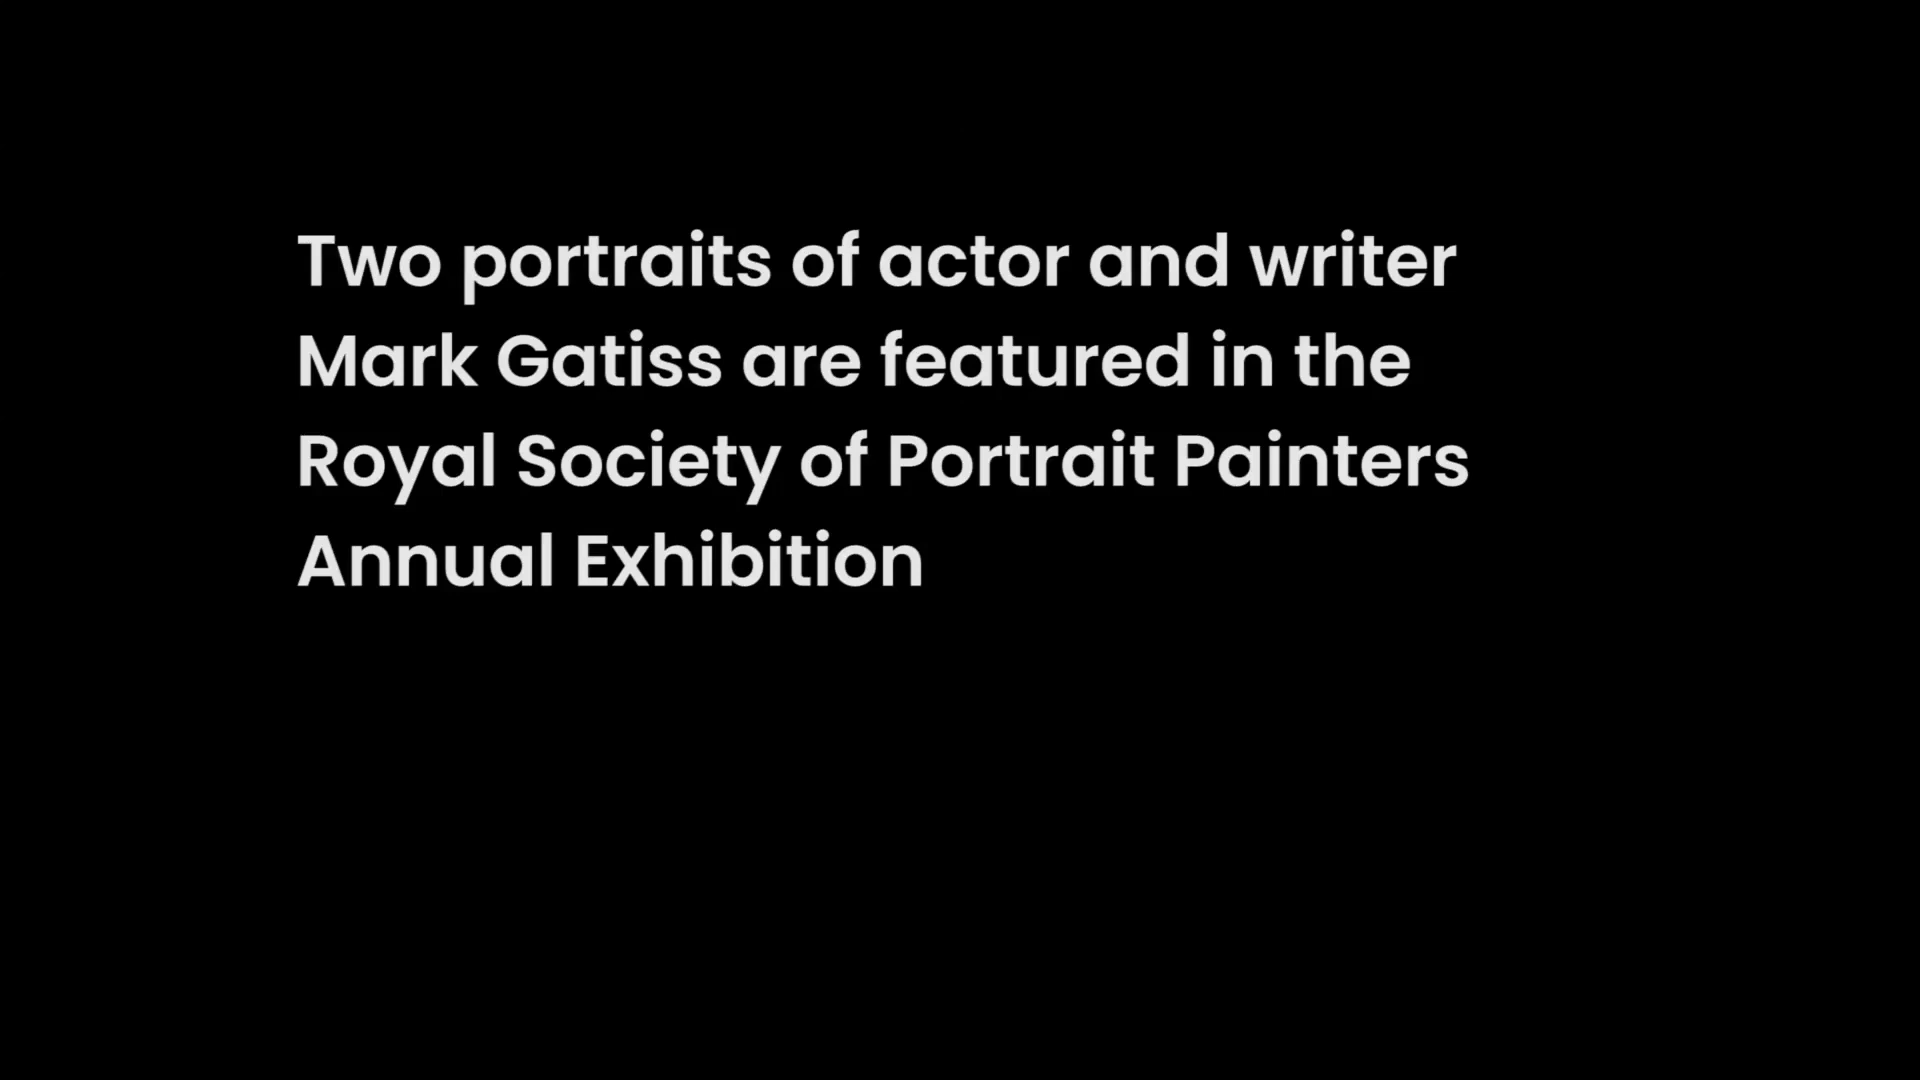 Two portraits of actor and writer
Mark Gatiss are featured in the
Royal Society of Portrait Painters
Annual Exhibition